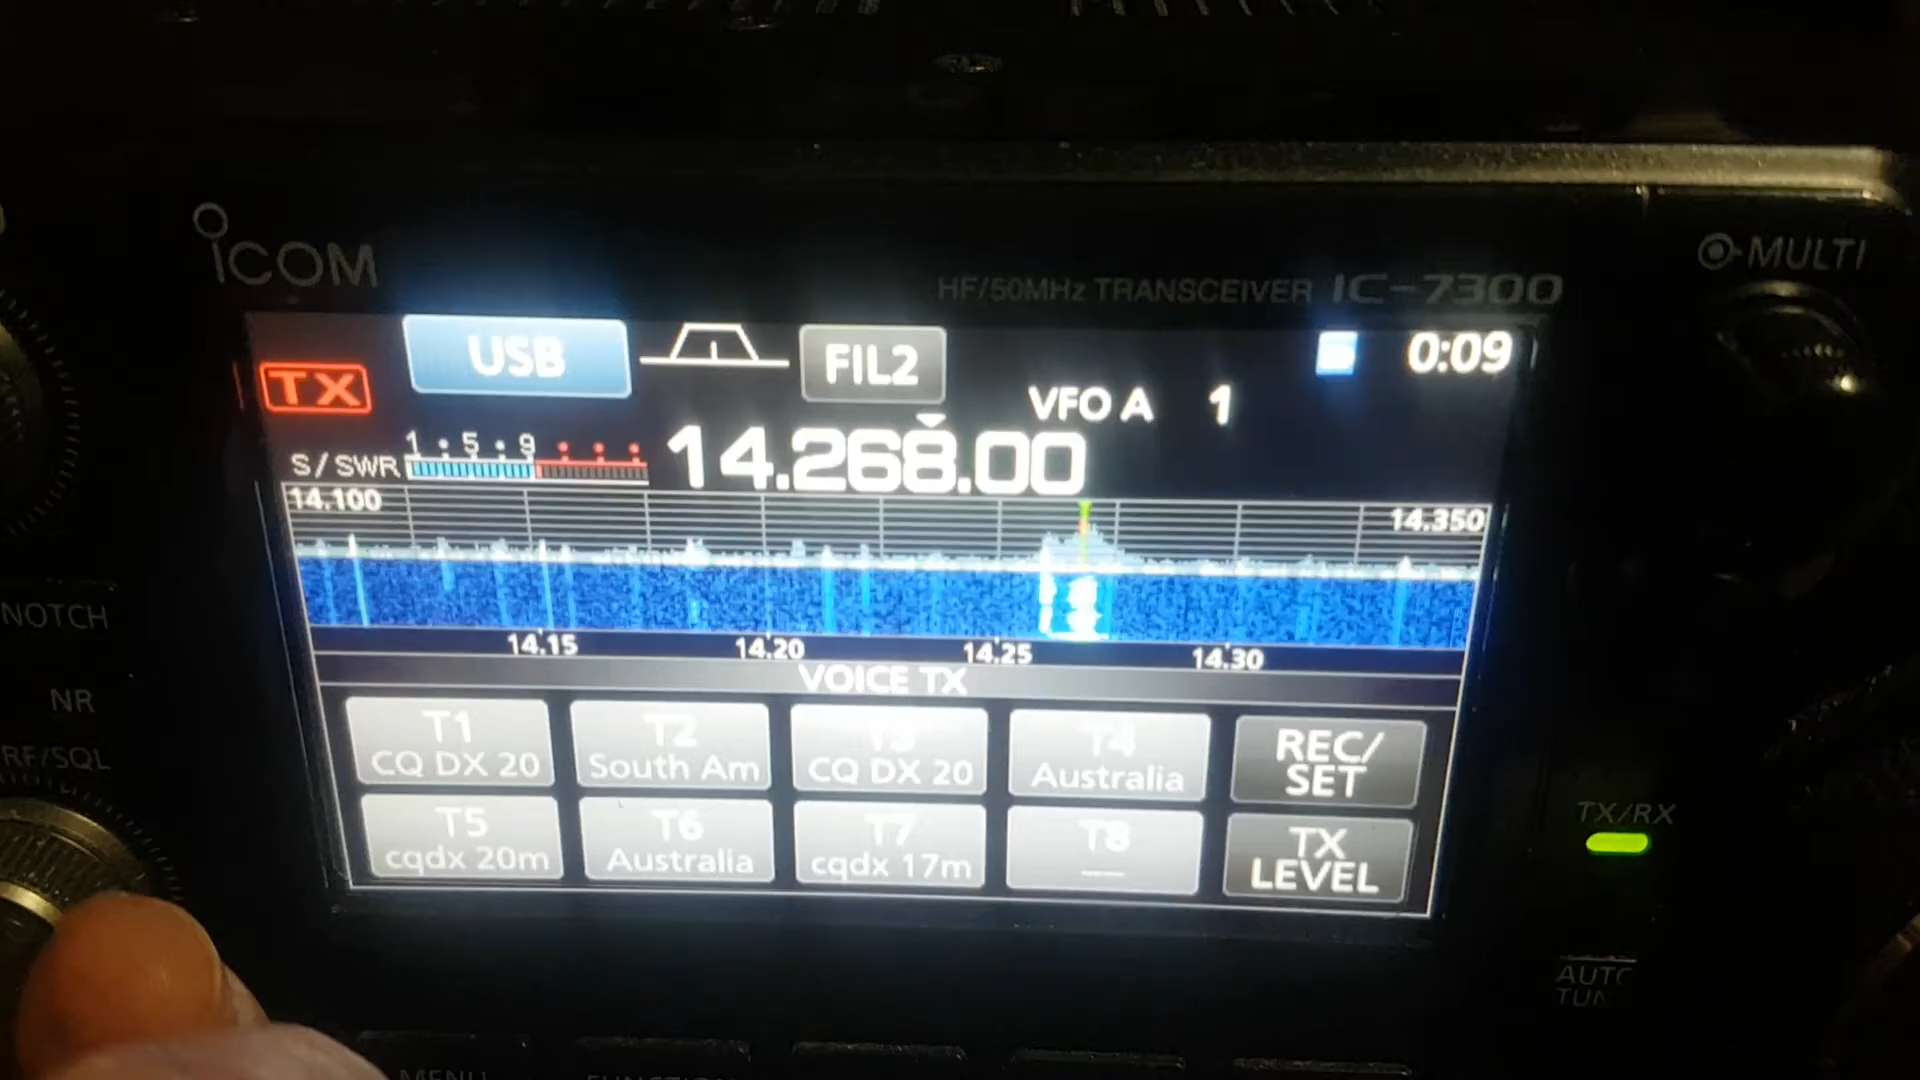 ICOM
MULTI
HF/50MHz TRANSCEIVER IC-7300
TX
USB
FIL2
0:09
VFO A 1
1 5 9
S/SWR
14.268.00
14.100
14.350
14.15 14.20 14.25 14.30
VOICE TX
T1
CQ DX 20
T2
South Am
T3
CQ DX 20
T4
Australia
REC/
SET
T5
cqdx 20m
T6
Australia
T7
cqdx 17m
T8
TX
LEVEL
NOTCH
NR
RF/SQL
TX/RX
AUTO
MENU